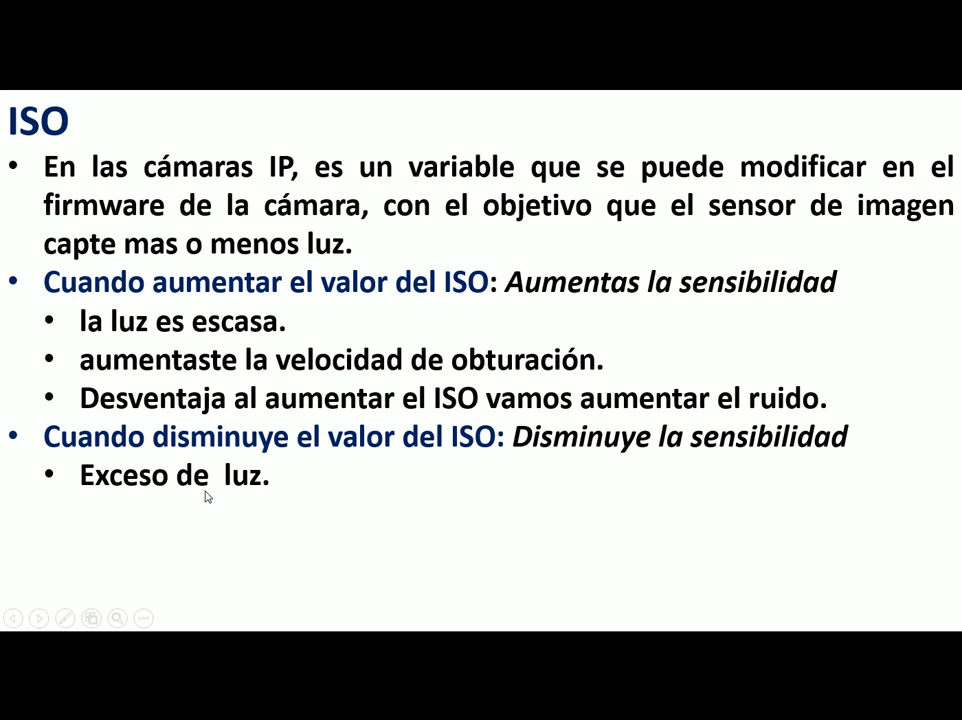 ISO
• En las cámaras IP, es un variable que se puede modificar en el
firmware de la cámara, con el objetivo que el sensor de imagen
capte mas o menos luz.
• Cuando aumentar el valor del ISO: Aumentas la sensibilidad
• la luz es escasa.
• aumentaste la velocidad de obturación.
• Desventaja al aumentar el ISO vamos aumentar el ruido.
• Cuando disminuye el valor del ISO: Disminuye la sensibilidad
• Exceso de luz.